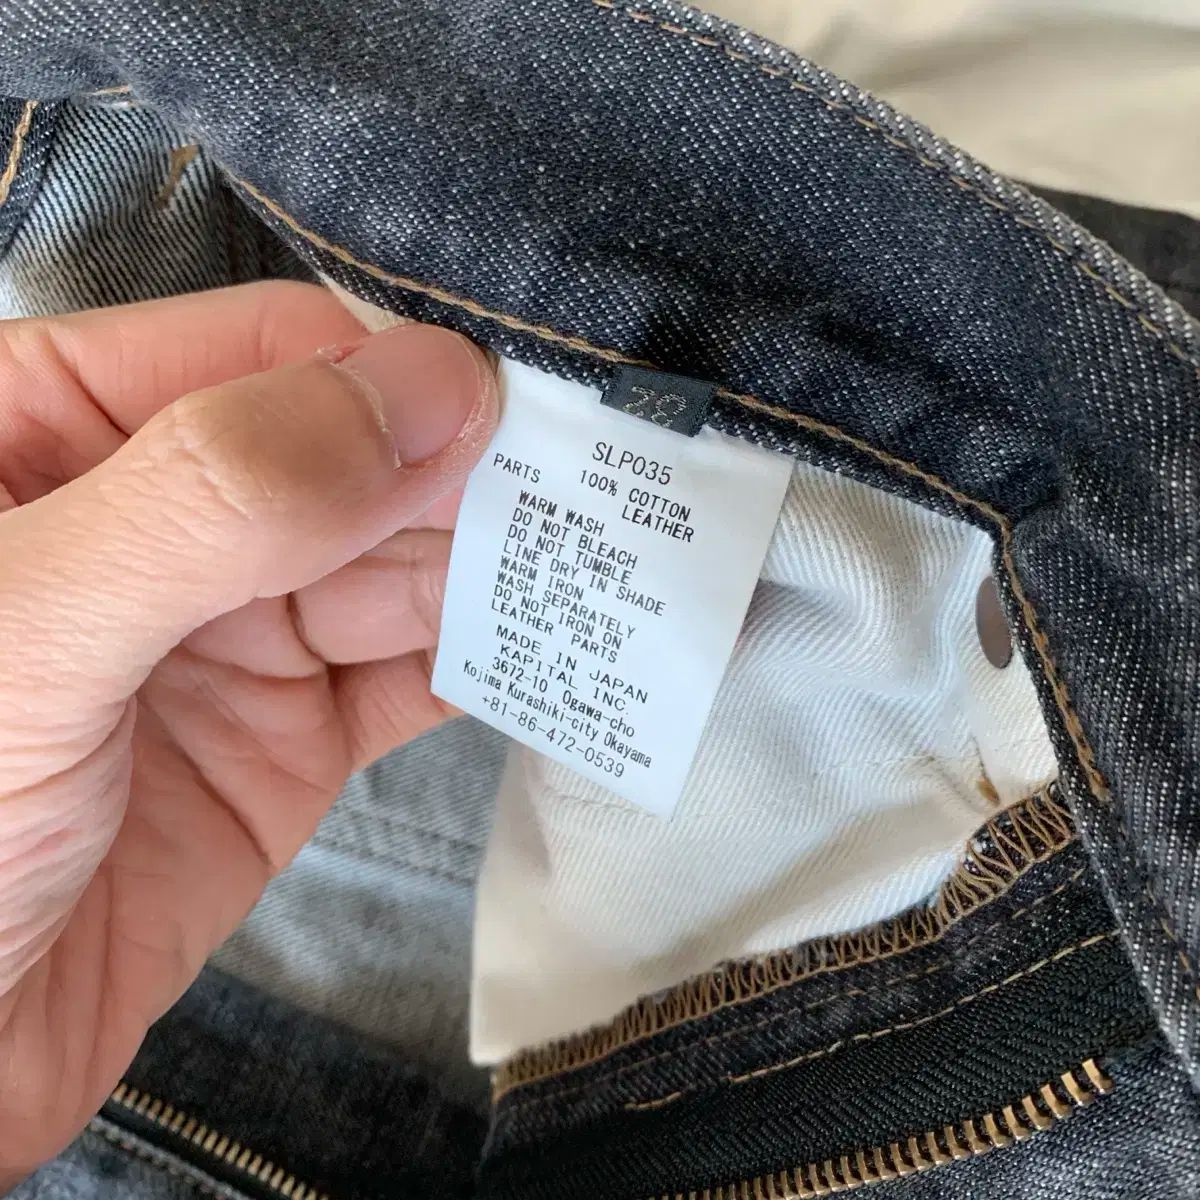 28
SLP035
100% COTTON
PARTS LEATHER
WARM WASH
DO NOT BLEACH
DO NOT TUMBLE
LINE DRY IN SHADE
WARM IRON
WASH SEPARATELY
DO NOT IRON ON
LEATHER PARTS
MADE IN JAPAN
KAPITAL INC.
3672-10 Ogawa-cho
Kojima Kurashiki-city Okayama
+81-86-472-0539